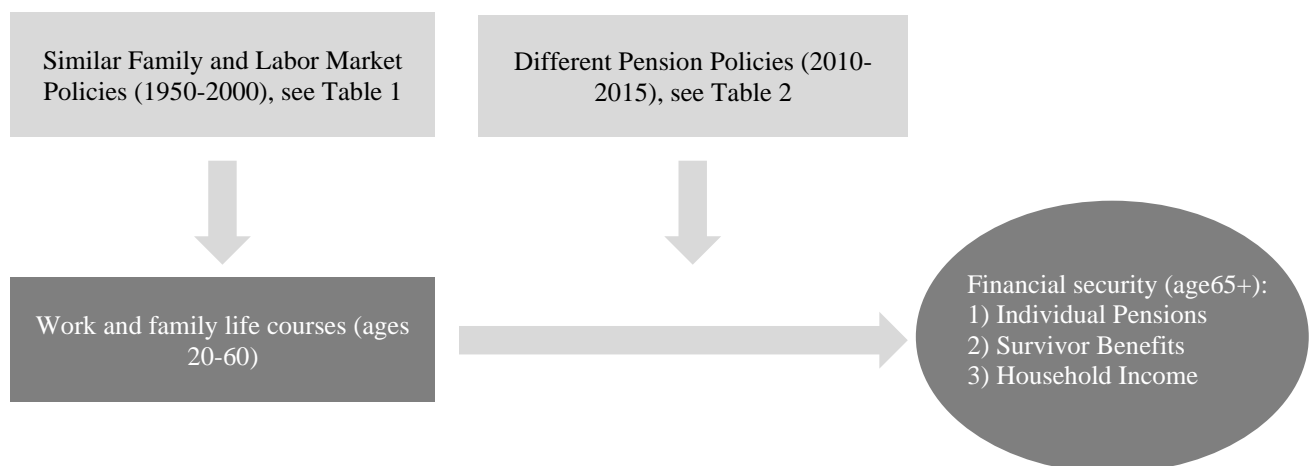 Similar Family and Labor Market
Policies (1950-2000), see Table 1
Different Pension Policies (2010-
2015), see Table 2
Work and family life courses (ages
20-60)
Financial security (age65+):
1) Individual Pensions
2) Survivor Benefits
3) Household Income